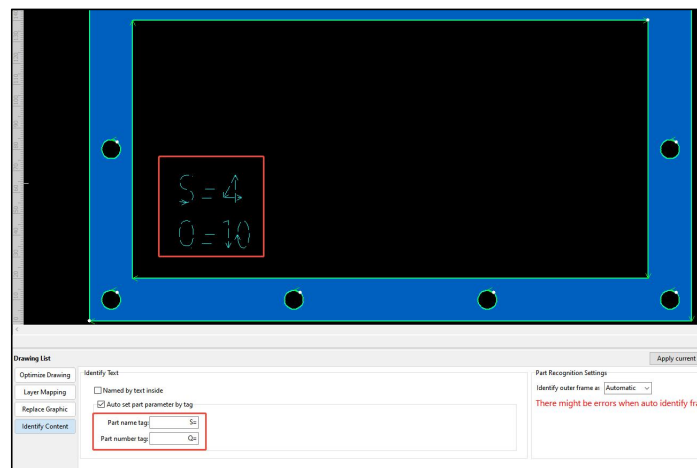 S=4
Q=10
Drawing List
Apply current
Optimize Drawing
Layer Mapping
Replace Graphic
Identify Content
Identify Text
Named by text inside
Auto set part parameter by tag
Part name tag: S=
Part number tag: Q=
Part Recognition Settings
Identify outer frame as Automatic
There might be errors when auto identify fra